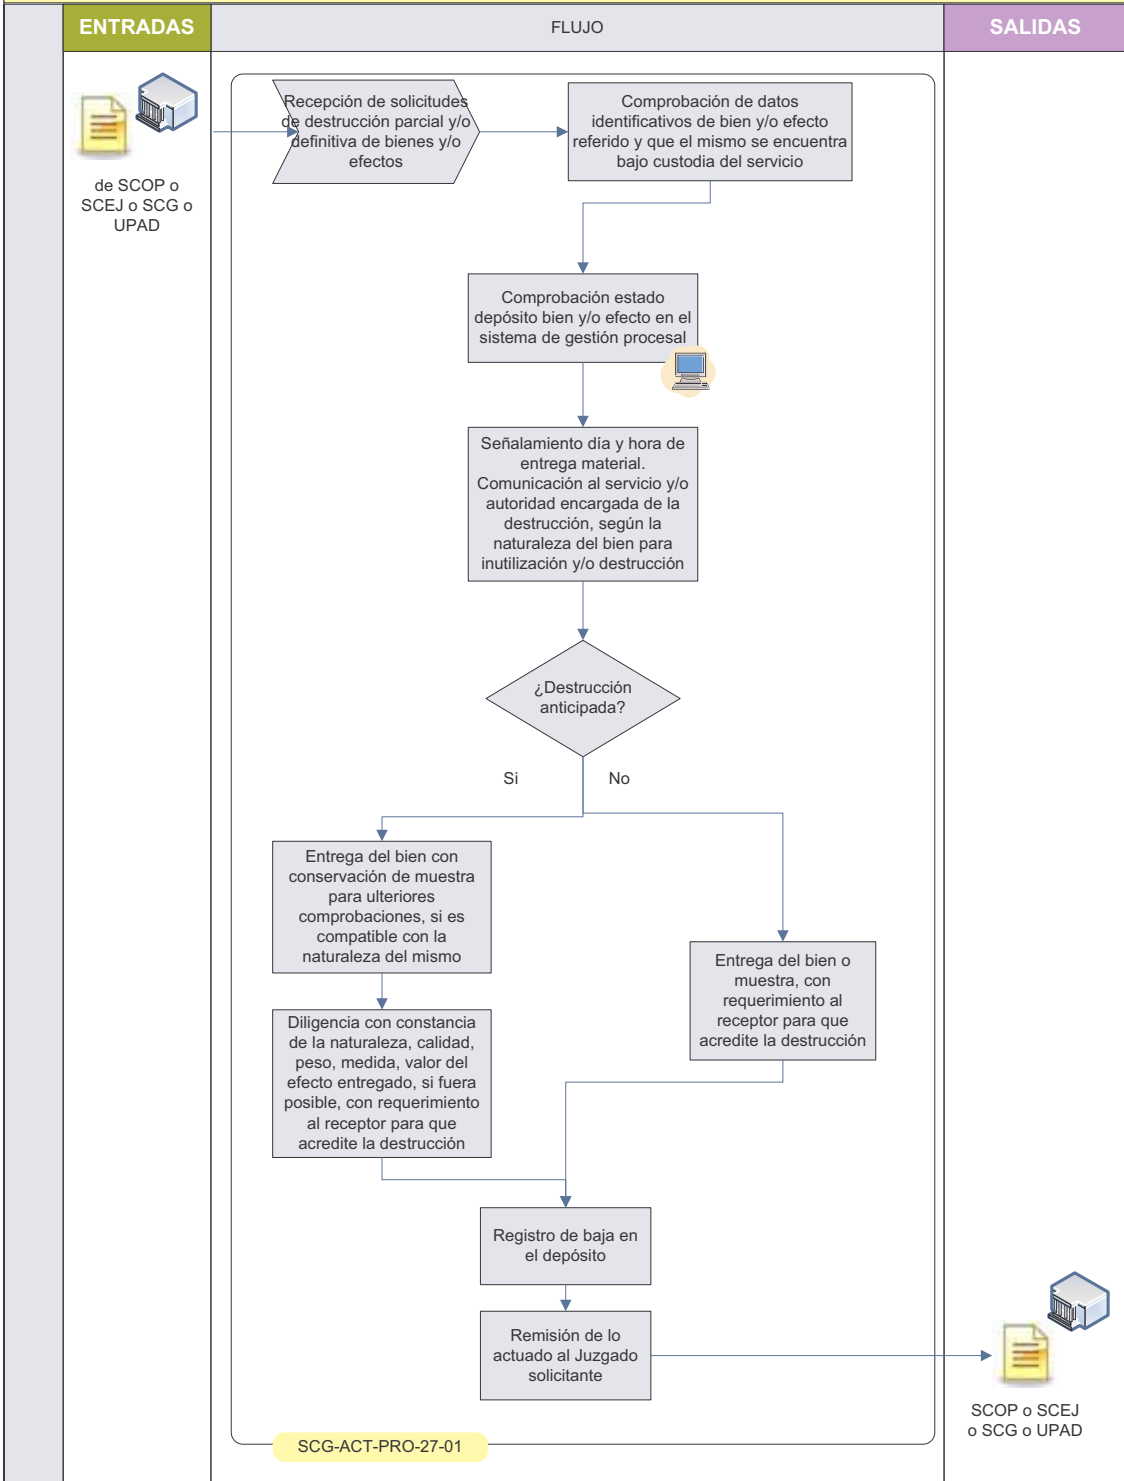 ENTRADAS
FLUJO
SALIDAS
de SCOP o
SCEJ o SCG o
UPAD
Recepción de solicitudes
de destrucción parcial y/o
definitiva de bienes y/o
efectos
Comprobación de datos
identificativos de bien y/o efecto
referido y que el mismo se encuentra
bajo custodia del servicio
Comprobación estado
depósito bien y/o efecto en el
sistema de gestión procesal
Señalamiento día y hora de
entrega material.
Comunicación al servicio y/o
autoridad encargada de la
destrucción, según la
naturaleza del bien para
inutilización y/o destrucción
¿Destrucción
anticipada?
Si
No
Entrega del bien con
conservación de muestra
para ulteriores
comprobaciones, si es
compatible con la
naturaleza del mismo
Entrega del bien o
muestra, con
requerimiento al
receptor para que
acredite la destrucción
Diligencia con constancia
de la naturaleza, calidad,
peso, medida, valor del
efecto entregado, si fuera
posible, con requerimiento
al receptor para que
acredite la destrucción
Registro de baja en
el depósito
Remisión de lo
actuado al Juzgado
solicitante
SCOP o SCEJ
o SCG o UPAD
SCG-ACT-PRO-27-01